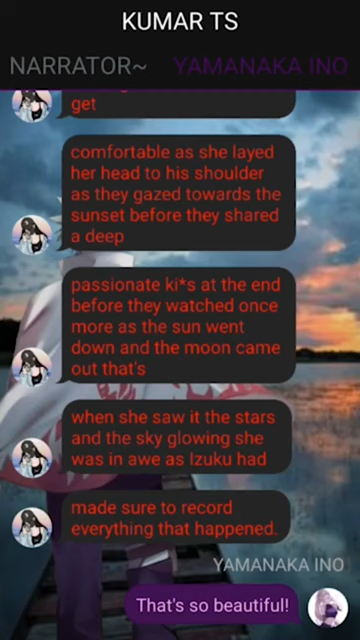 KUMAR TS
NARRATOR~ YAMANAKA INO
get
comfortable as she layed
her head to his shoulder
as they gazed towards the
sunset before they shared
a deep
passionate ki*s at the end
before they watched once
more as the sun went
down and the moon came
out that's
when she saw it the stars
and the sky glowing she
was in awe as Izuku had
made sure to record
everything that happened.
YAMANAKA INO
That's so beautiful!